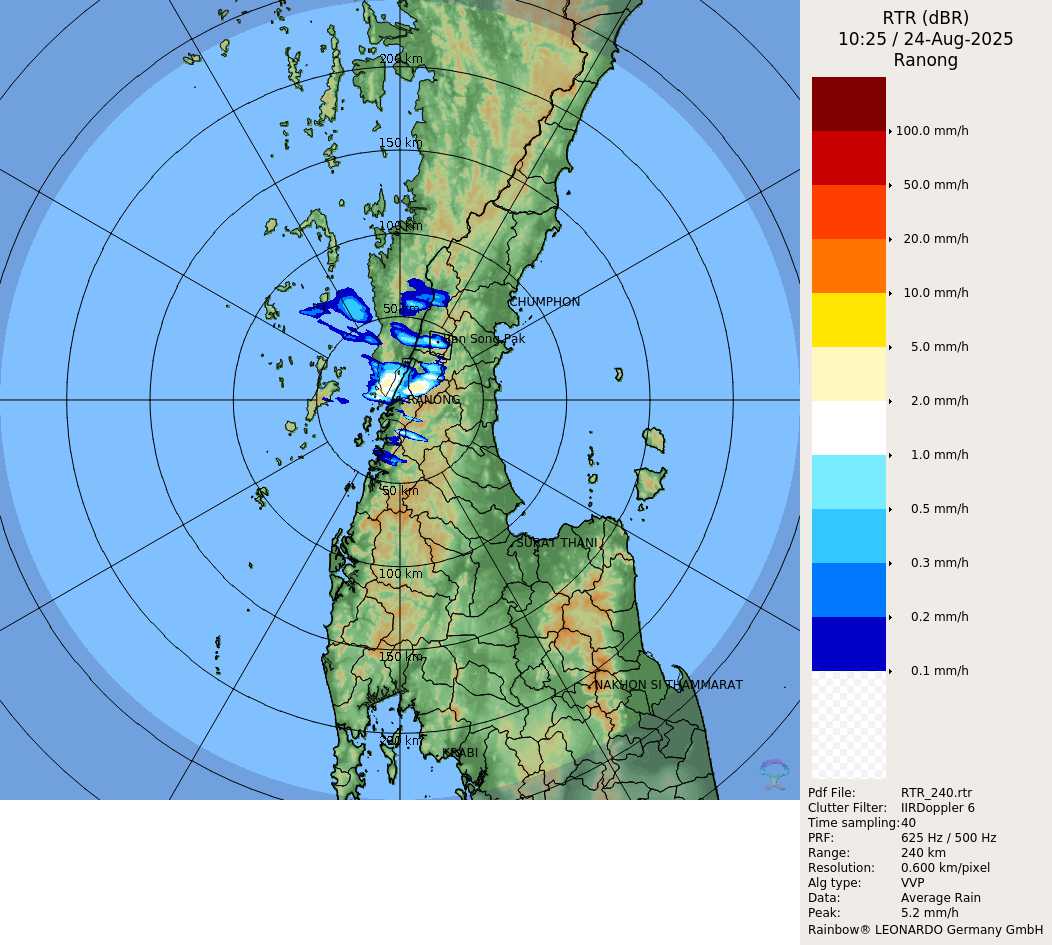 200 km
150 km
100 km
50 km
CHUMPHON
Ban Song Pak
RANONG
50 km
SURAT THANI
100 km
150 km
NAKHON SI THAMMARAT
200 km
KRABI
RTR (dBR)
10:25 / 24-Aug-2025
Ranong
100.0 mm/h
50.0 mm/h
20.0 mm/h
10.0 mm/h
5.0 mm/h
2.0 mm/h
1.0 mm/h
0.5 mm/h
0.3 mm/h
0.2 mm/h
0.1 mm/h
Pdf File: RTR_240.rtr
Clutter Filter: IIRDoppler 6
Time sampling:40
PRF: 625 Hz / 500 Hz
Range: 240 km
Resolution: 0.600 km/pixel
Alg type: VVP
Data: Average Rain
Peak: 5.2 mm/h
Rainbow® LEONARDO Germany GmbH